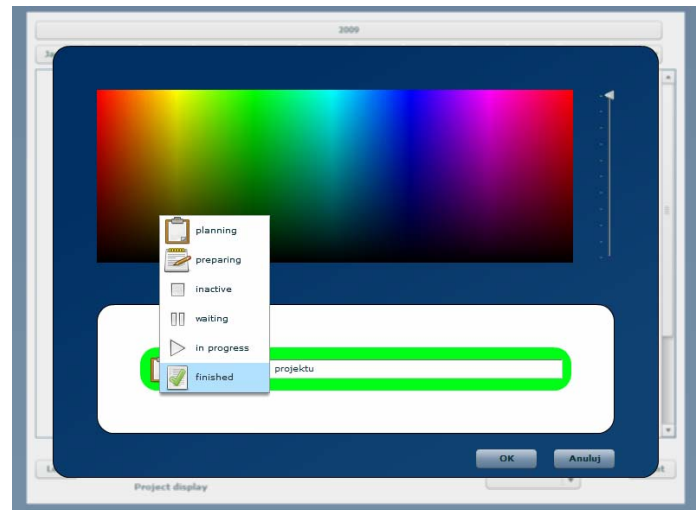 2009
planning
preparing
inactive
waiting
in progress
finished
projektu
OK
Anuluj
Project display